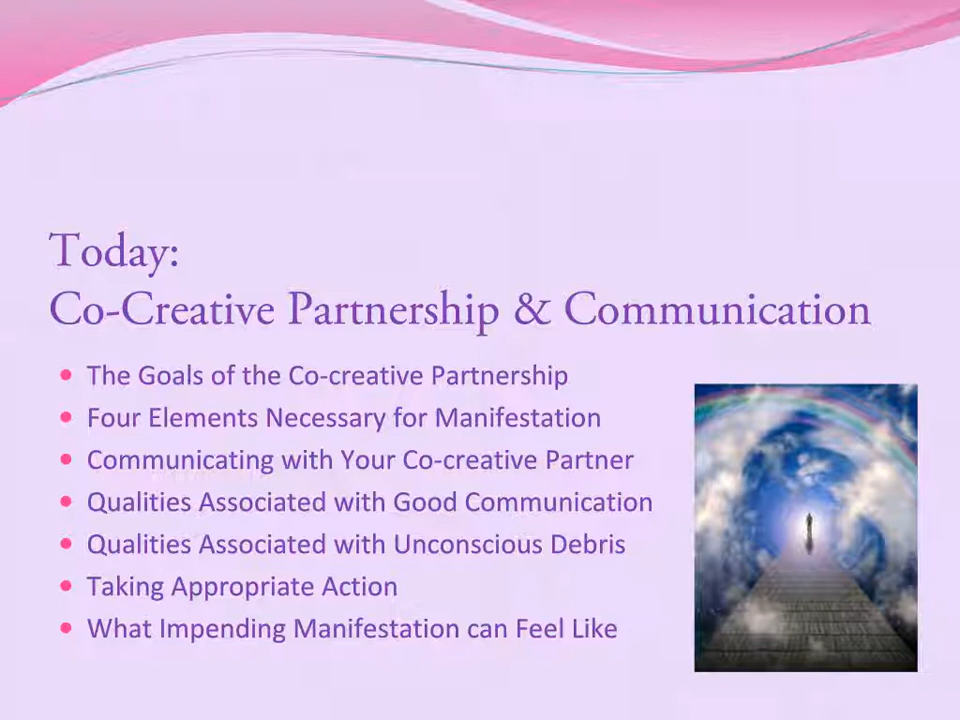 Today:
Co-Creative Partnership & Communication
The Goals of the Co-creative Partnership
Four Elements Necessary for Manifestation
Communicating with Your Co-creative Partner
Qualities Associated with Good Communication
Qualities Associated with Unconscious Debris
Taking Appropriate Action
What Impending Manifestation can Feel Like